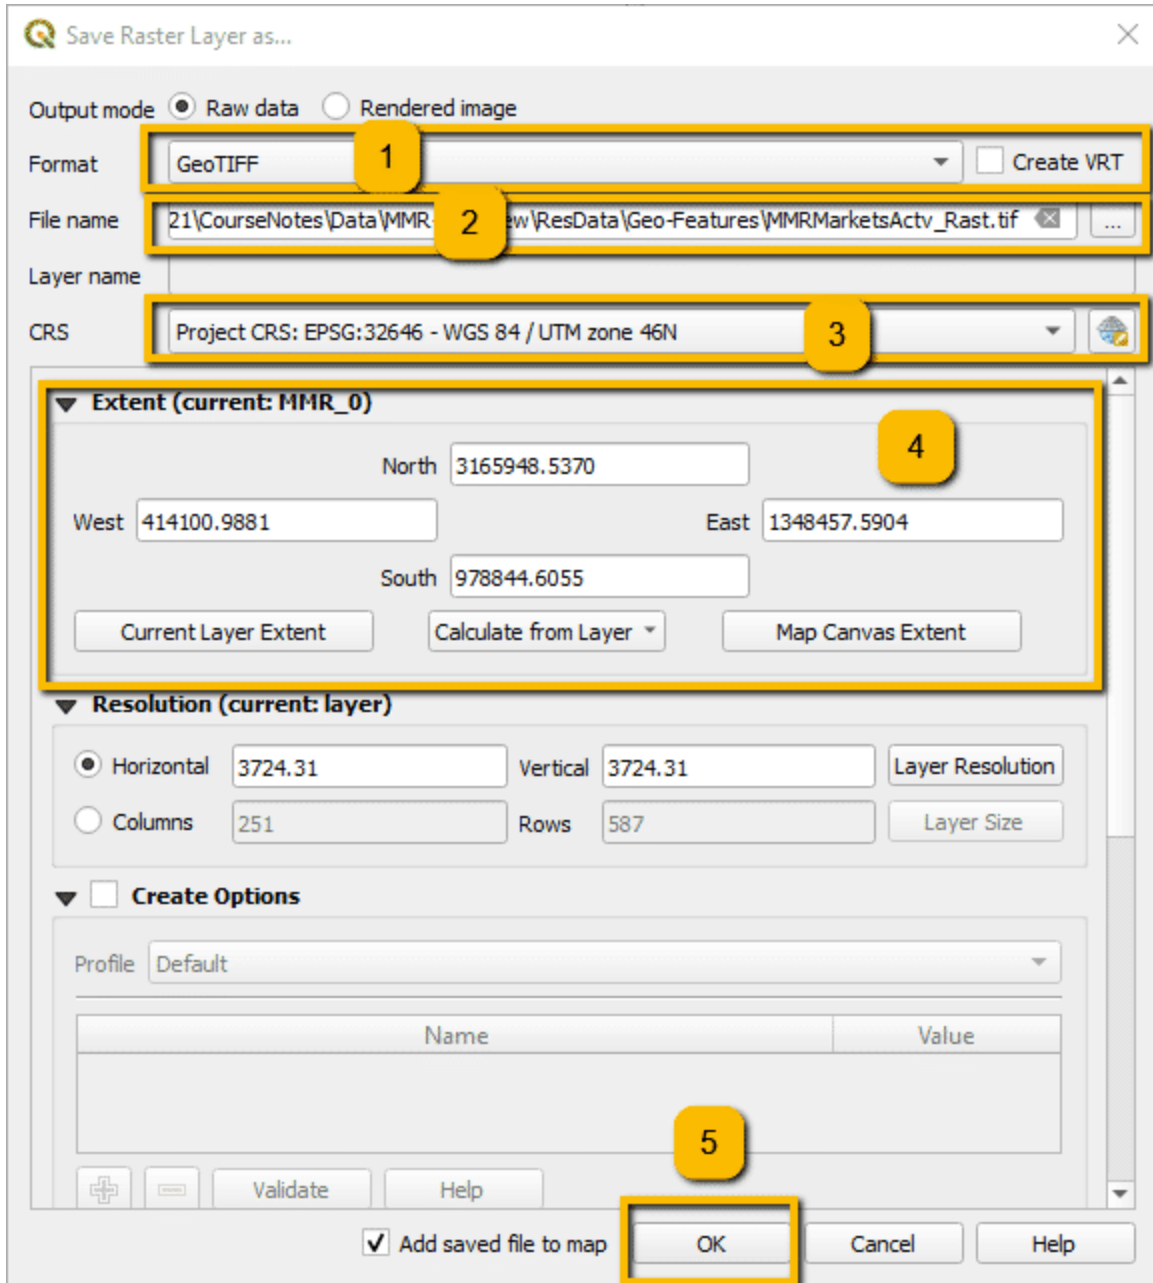 Save Raster Layer as...
Output mode Raw data Rendered image
Format GeoTIFF 1 Create VRT
File name 21\CourseNotes\Data\MMR- 2 ew\ResData\Geo-Features\MMRMarketsActv_Rast.tif ...
Layer name
CRS Project CRS: EPSG:32646 - WGS 84 / UTM zone 46N 3
Extent (current: MMR_0)
4
North 3165948.5370
West 414100.9881 East 1348457.5904
South 978844.6055
Current Layer Extent Calculate from Layer Map Canvas Extent
Resolution (current: layer)
Horizontal 3724.31 Vertical 3724.31 Layer Resolution
Columns 251 Rows 587 Layer Size
Create Options
Profile Default
Name Value
5
Validate Help
Add saved file to map OK Cancel Help